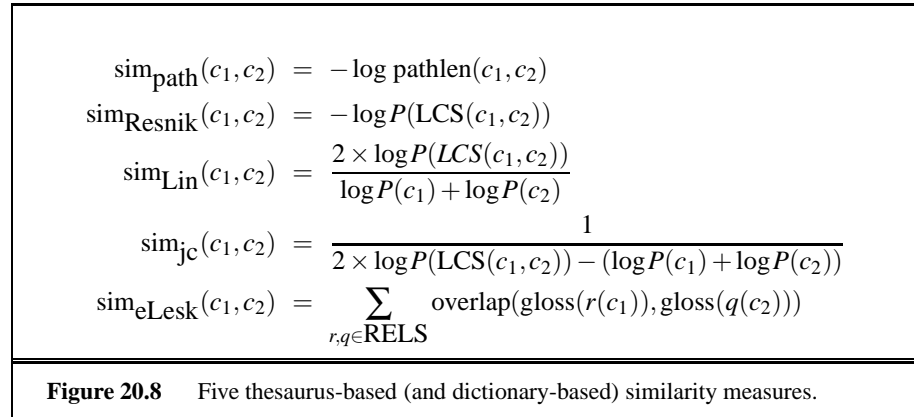 sim_path(c_1, c_2) = −log pathlen(c_1, c_2)
sim_Resnik(c_1, c_2) = −log P(LCS(c_1, c_2))
sim_Lin(c_1, c_2) = \frac{2 × log P(LCS(c_1, c_2))}{log P(c_1) + log P(c_2)}
sim_jc(c_1, c_2) = \frac{1}{2 × log P(LCS(c_1, c_2)) − (log P(c_1) + log P(c_2))}
sim_eLesk(c_1, c_2) = \sum_{r,q∈RELS} overlap(gloss(r(c_1)), gloss(q(c_2)))
Figure 20.8 Five thesaurus-based (and dictionary-based) similarity measures.